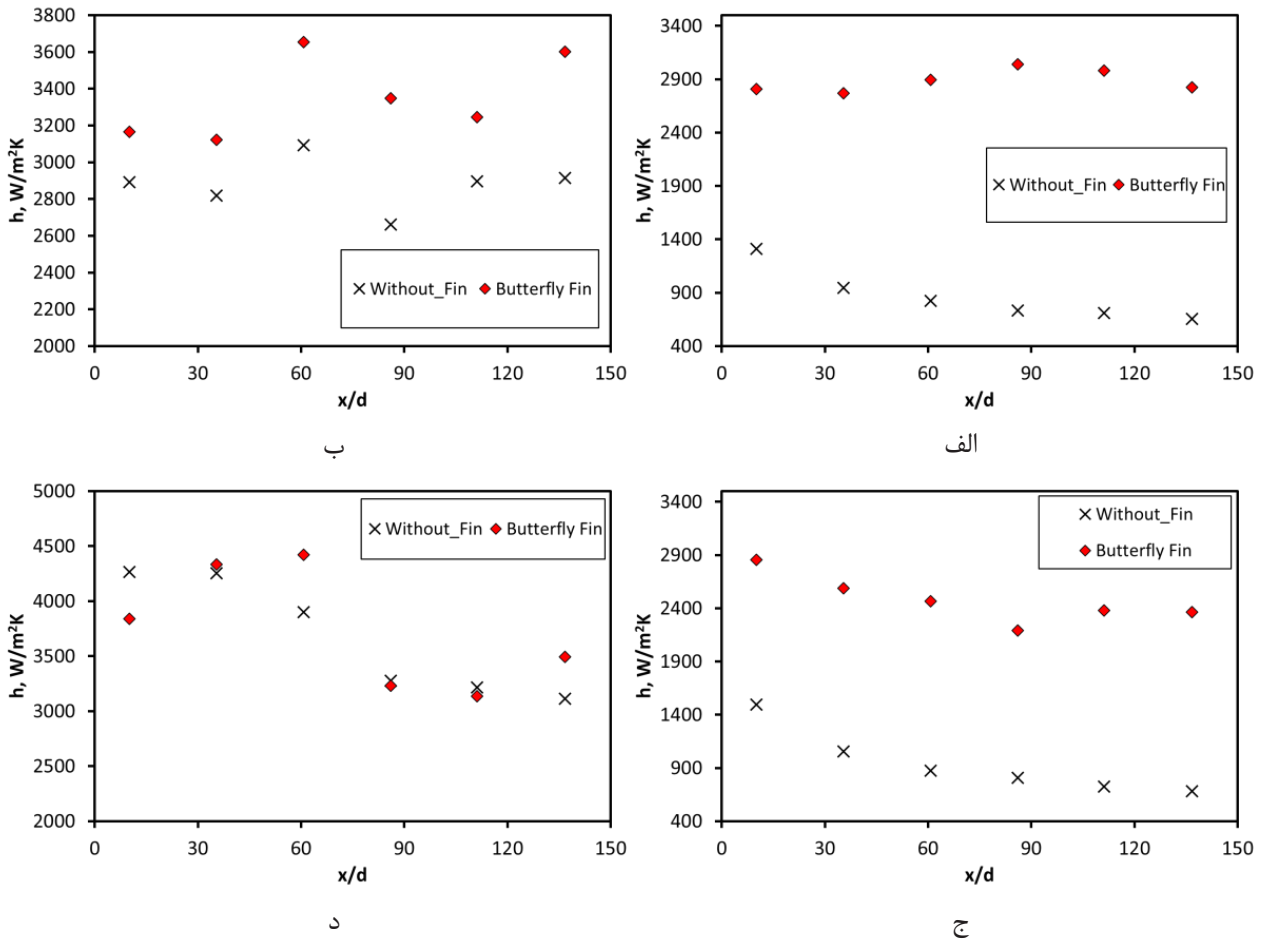 3400
2900
2400
1900
1400
900
400
h, W/m²K
Without_Fin
Butterfly Fin
0 30 60 90 120 150
x/d
الف
3800
3600
3400
3200
3000
2800
2600
2400
2200
2000
h, W/m²K
Without_Fin
Butterfly Fin
0 30 60 90 120 150
x/d
ب
3400
2900
2400
1900
1400
900
400
h, W/m²K
Without_Fin
Butterfly Fin
0 30 60 90 120 150
x/d
ج
5000
4500
4000
3500
3000
2500
2000
h, W/m²K
Without_Fin
Butterfly Fin
0 30 60 90 120 150
x/d
د